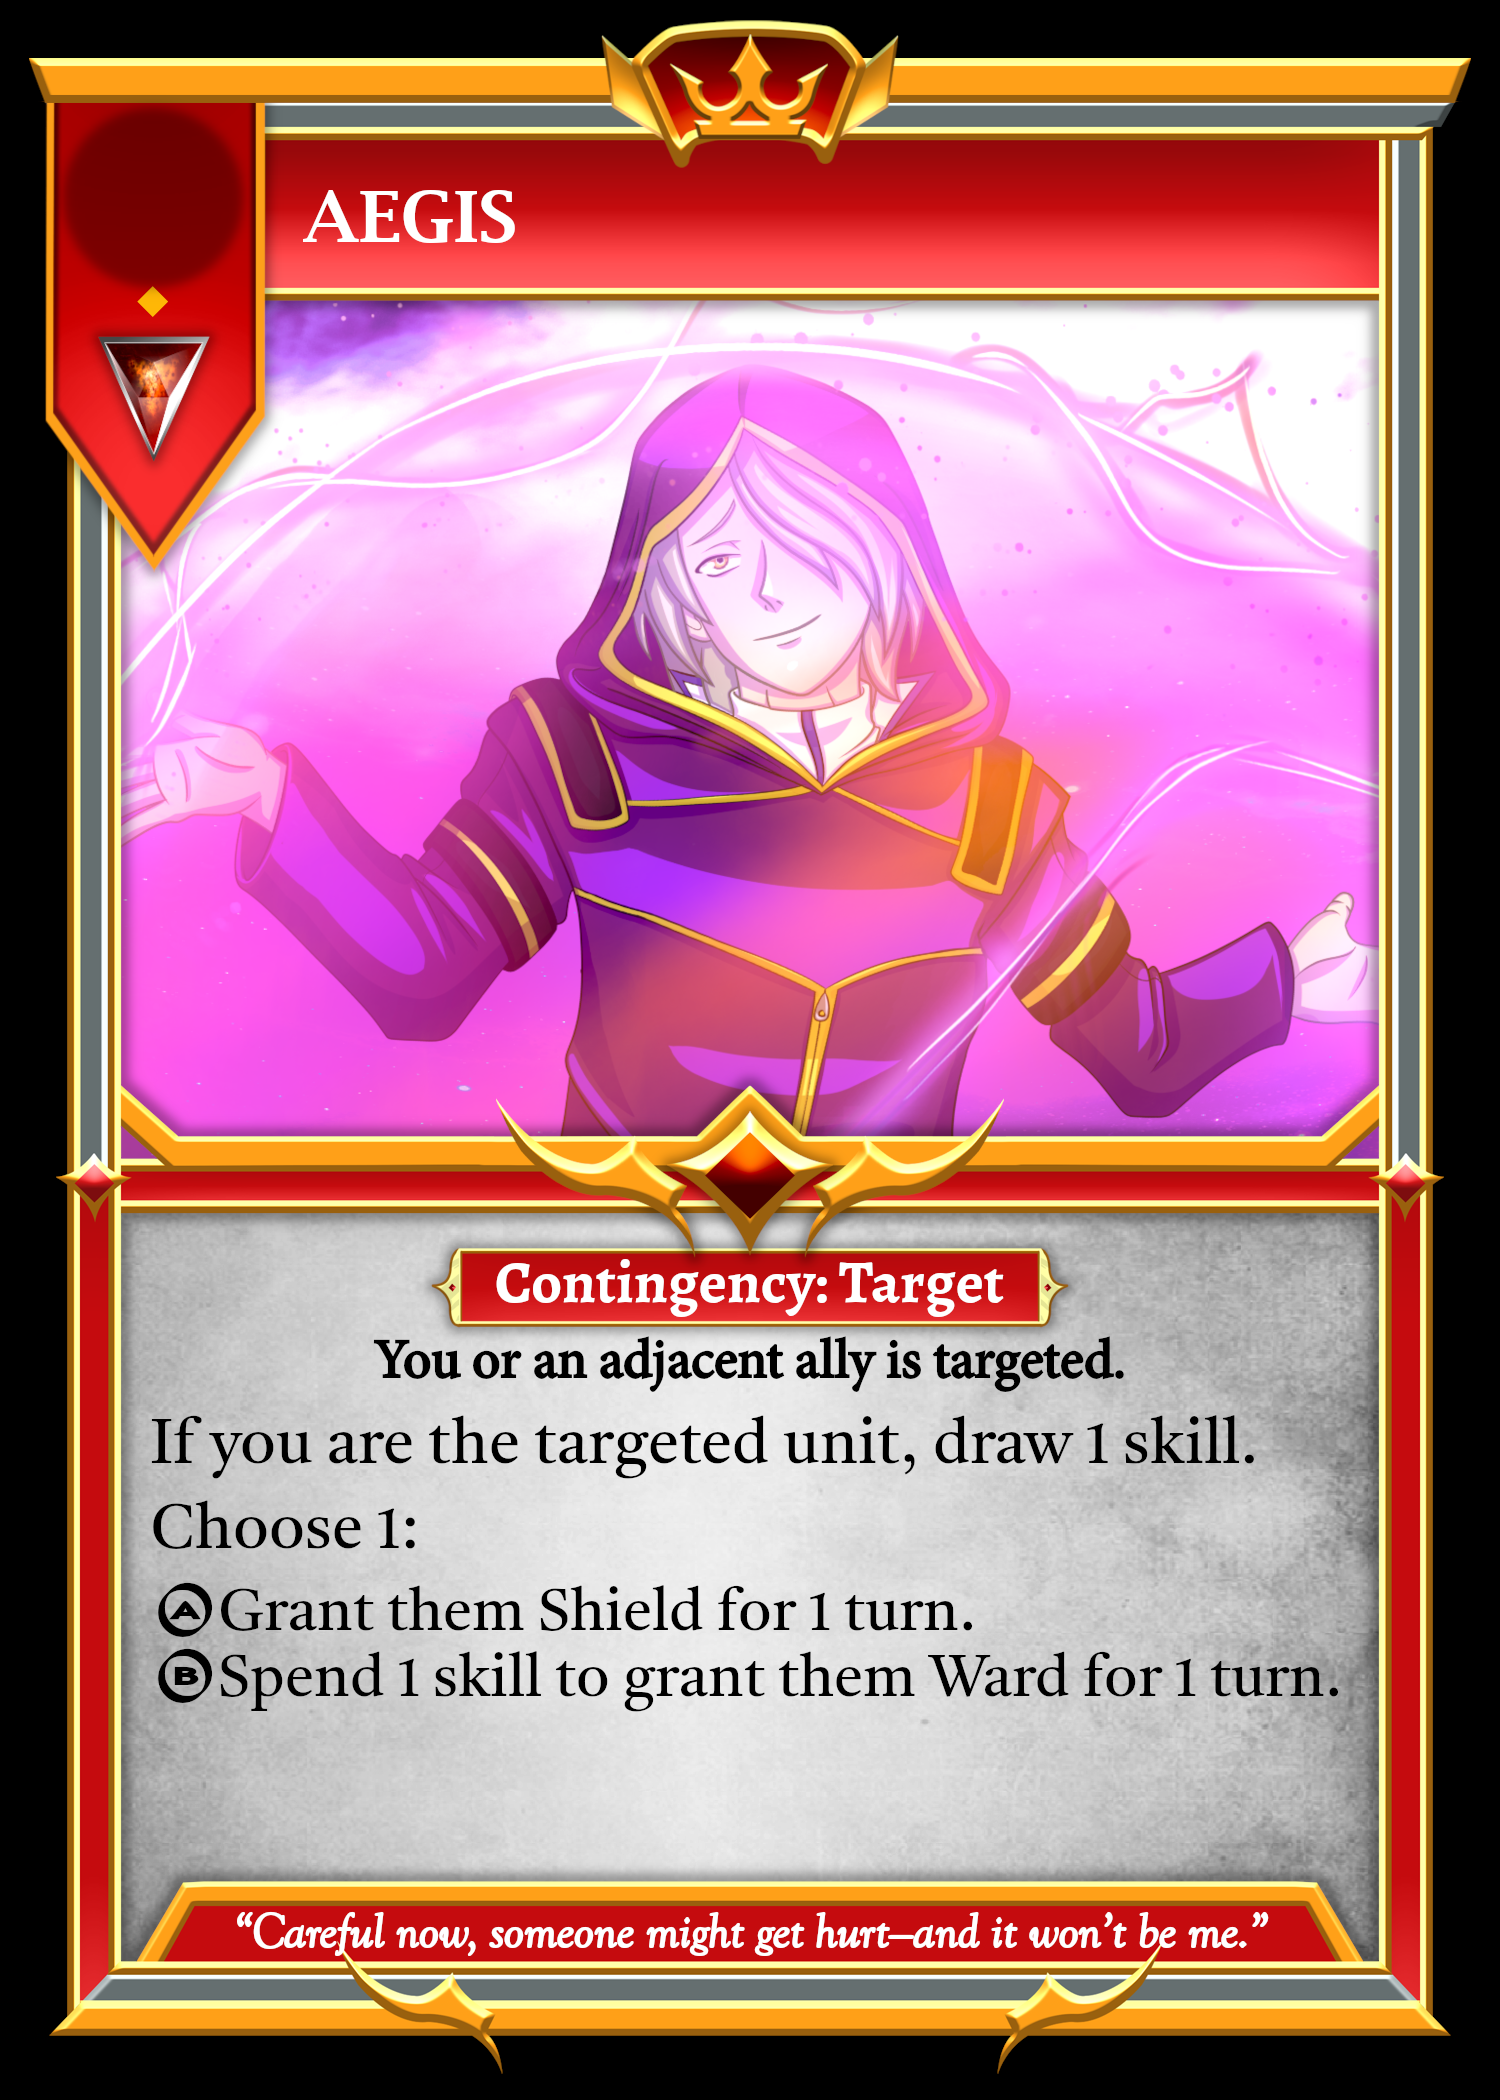 AEGIS
Contingency: Target
You or an adjacent ally is targeted.
If you are the targeted unit, draw 1 skill.
Choose 1:
Ⓐ Grant them Shield for 1 turn.
Ⓑ Spend 1 skill to grant them Ward for 1 turn.
“Careful now, someone might get hurt—and it won’t be me.”